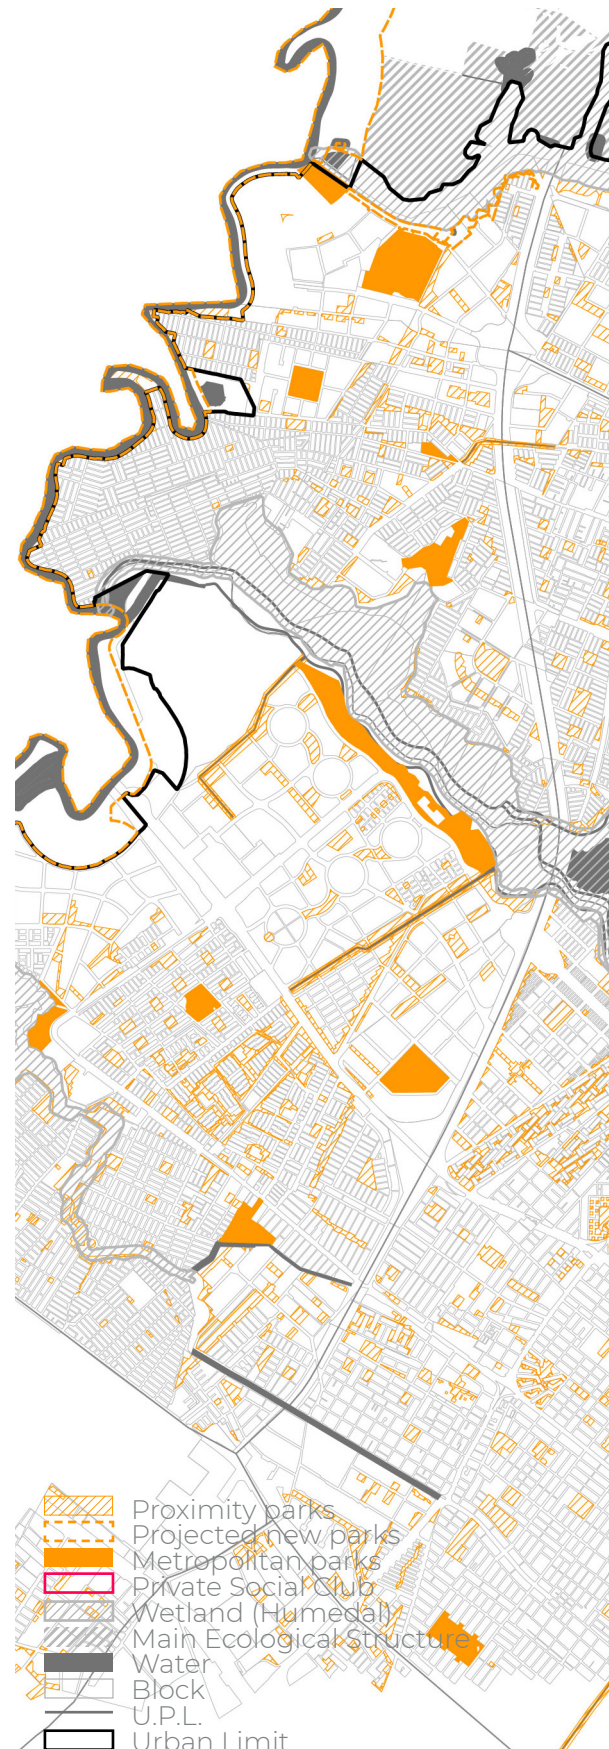 Proximity parks
Projected new parks
Metropolitan parks
Private Social Club
Wetland (Humedal)
Main Ecological Structure
Water
Block
U.P.L.
Urban Limit